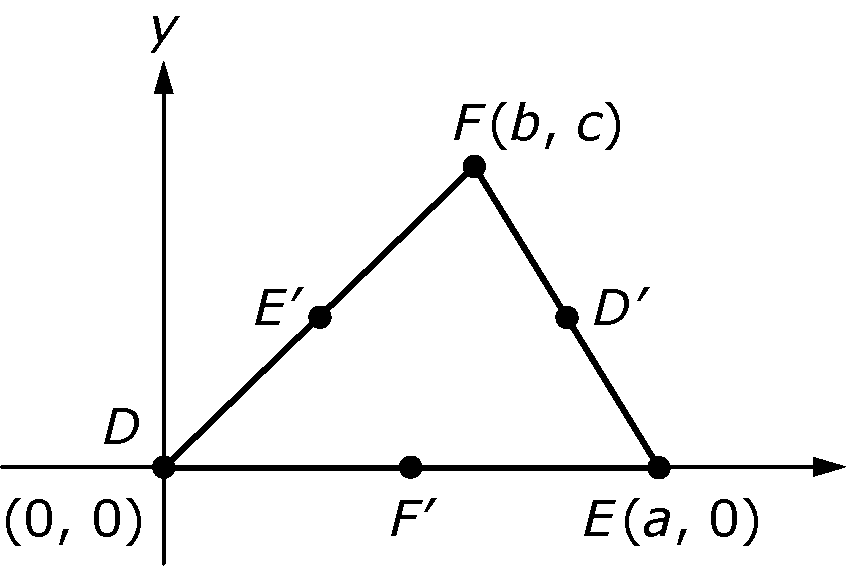 y
F(b, c)
E′
D′
D
(0, 0)
F′
E(a, 0)